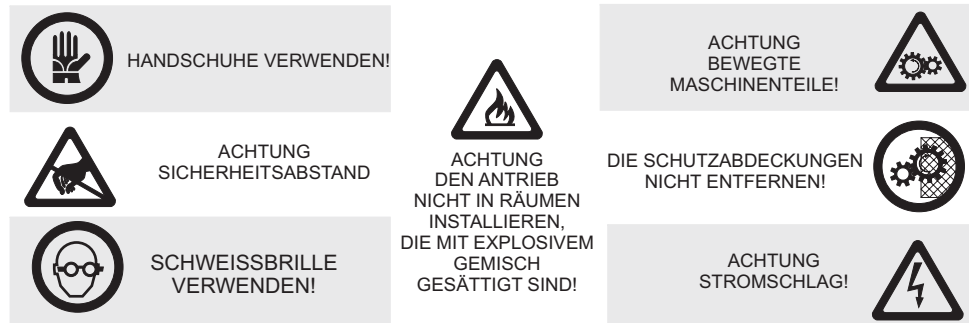 HANDSCHUHE VERWENDEN!
ACHTUNG
SICHERHEITSABSTAND
SCHWEISSBRILLE
VERWENDEN!
ACHTUNG
DEN ANTRIEB
NICHT IN RÄUMEN
INSTALLIEREN,
DIE MIT EXPLOSIVEM
GEMISCH
GESÄTTIGT SIND!
ACHTUNG
BEWEGTE
MASCHINENTEILE!
DIE SCHUTZABDECKUNGEN
NICHT ENTFERNEN!
ACHTUNG
STROMSCHLAG!